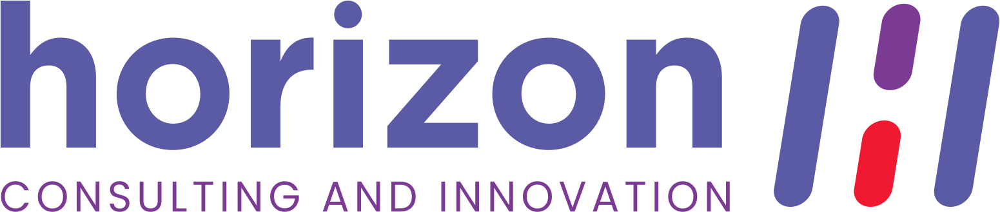 horizon
CONSULTING AND INNOVATION